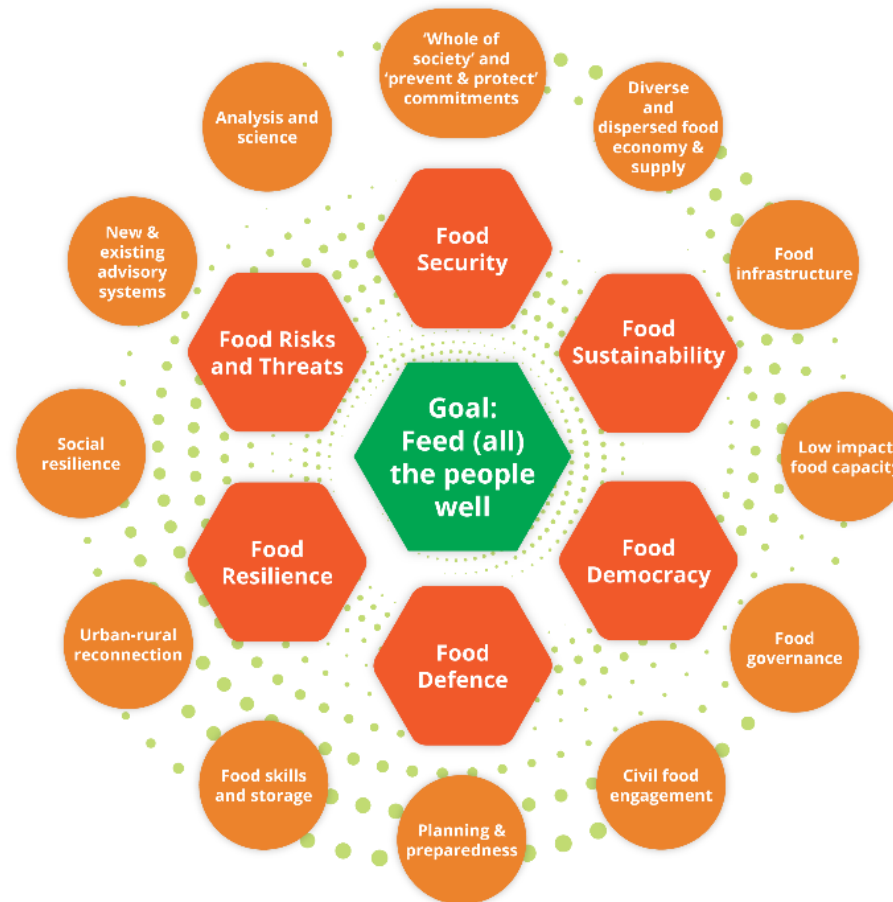 'Whole of
society' and
'prevent & protect'
commitments
Diverse
and
dispersed food
economy &
supply
Food
infrastructure
Low impact
food capacity
Food
governance
Civil food
engagement
Planning &
preparedness
Food skills
and storage
Urban-rural
reconnection
Social
resilience
New &
existing
advisory
systems
Analysis and
science
Food
Security
Food
Sustainability
Food
Democracy
Food
Defence
Food
Resilience
Food Risks
and Threats
Goal:
Feed (all)
the people
well